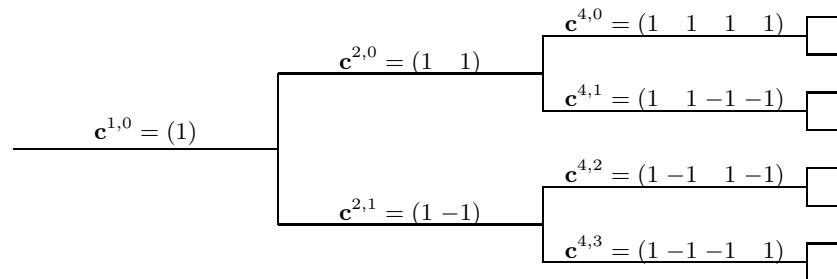 c^{4,0} = (1 1 1 1)
c^{2,0} = (1 1)
c^{4,1} = (1 1 −1 −1)
c^{1,0} = (1)
c^{4,2} = (1 −1 1 −1)
c^{2,1} = (1 −1)
c^{4,3} = (1 −1 −1 1)